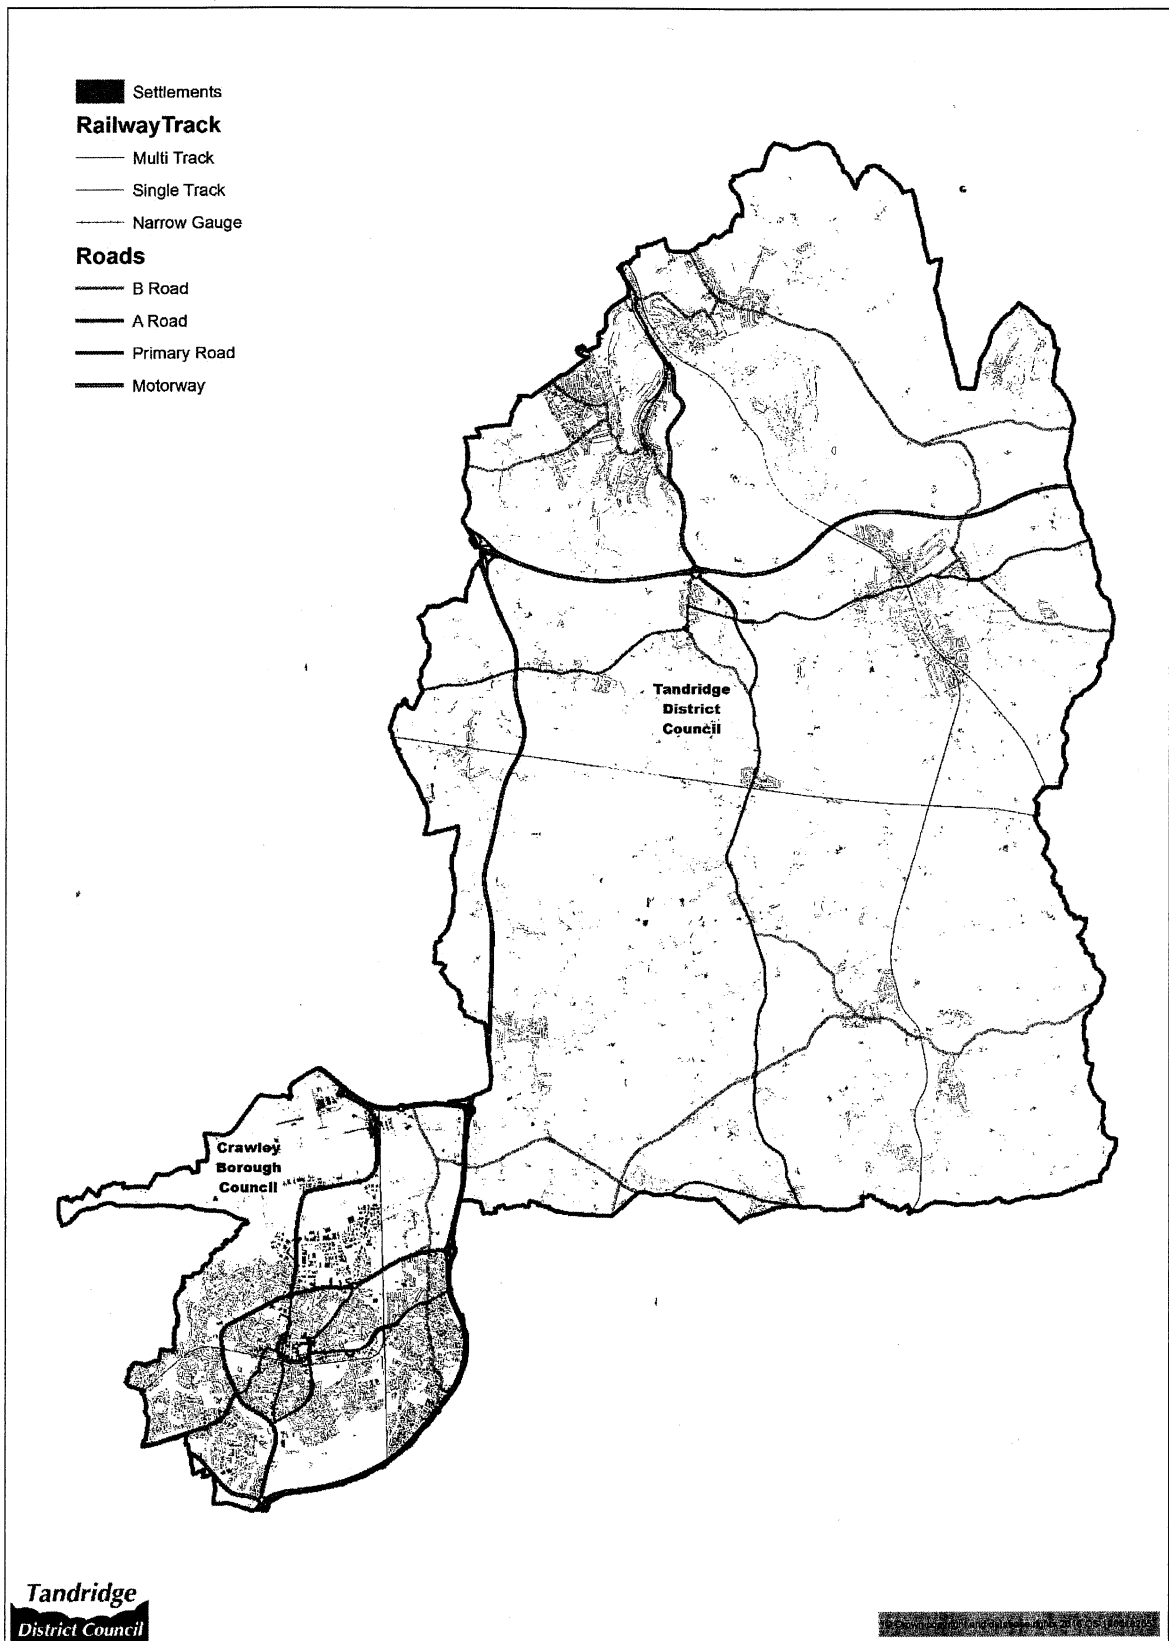 Settlements
RailwayTrack
Multi Track
Single Track
Narrow Gauge
Roads
B Road
A Road
Primary Road
Motorway
Tandridge
District
Council
Crawley
Borough
Council
Tandridge
District Council